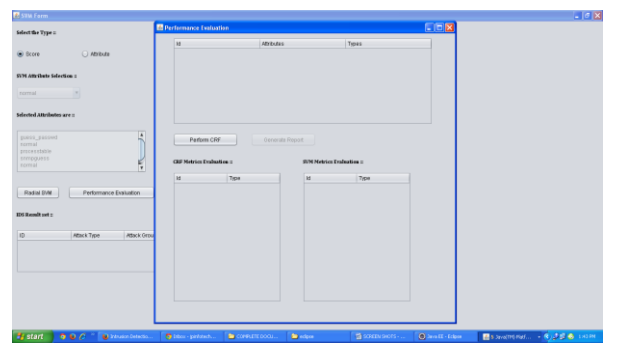 SVM Form
Select the Type ::
Score
Attribute
SVM Attribute Selection ::
normal
Selected Attributes are ::
guess_passwd
normal
processtable
snmpguess
normal
Radial SVM
Performance Evaluation
IDS Result set ::
ID
Attack Type
Attack Grou
Performance Evaluation
Id
Attributes
Types
Perform CRF
Generate Report
CRF Metrics Evaluation ::
SVM Metrics Evaluation ::
Id
Type
Id
Type
start
Intrusion Detectio...
COMPLETE DOCU...
eclipse
SCREEN SHOTS - ...
Java EE - Eclipse
1:43 PM